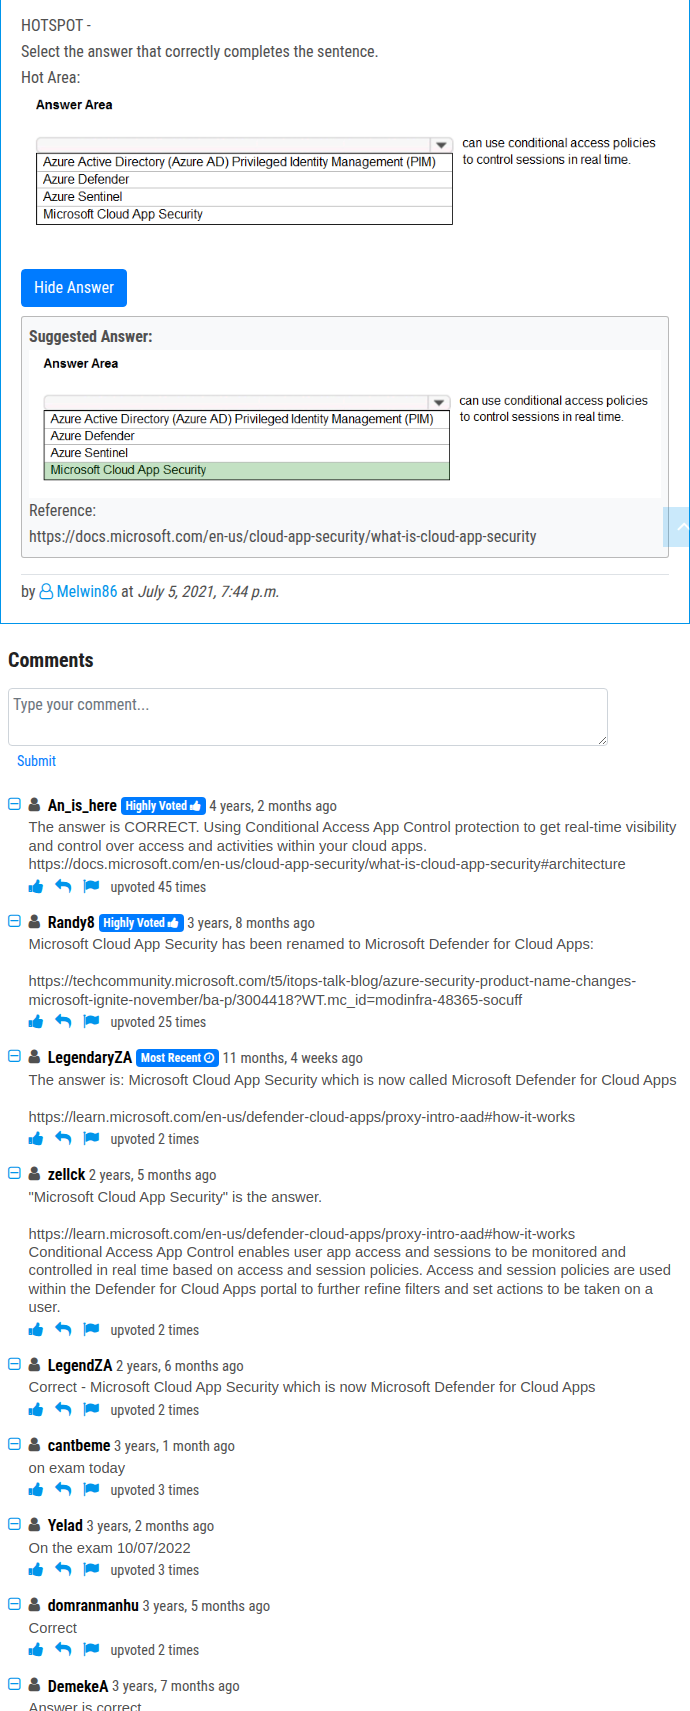 HOTSPOT -
Select the answer that correctly completes the sentence.
Hot Area:
Answer Area
can use conditional access policies
to control sessions in real time.
Azure Active Directory (Azure AD) Privileged Identity Management (PIM)
Azure Defender
Azure Sentinel
Microsoft Cloud App Security
Hide Answer
Suggested Answer:
Answer Area
can use conditional access policies
to control sessions in real time.
Azure Active Directory (Azure AD) Privileged Identity Management (PIM)
Azure Defender
Azure Sentinel
Microsoft Cloud App Security
Reference:
https://docs.microsoft.com/en-us/cloud-app-security/what-is-cloud-app-security
by Melwin86 at July 5, 2021, 7:44 p.m.
Comments
Type your comment...
Submit
An_is_here Highly Voted 4 years, 2 months ago
The answer is CORRECT. Using Conditional Access App Control protection to get real-time visibility
and control over access and activities within your cloud apps.
https://docs.microsoft.com/en-us/cloud-app-security/what-is-cloud-app-security#architecture
upvoted 45 times
Randy8 Highly Voted 3 years, 8 months ago
Microsoft Cloud App Security has been renamed to Microsoft Defender for Cloud Apps:
https://techcommunity.microsoft.com/t5/itops-talk-blog/azure-security-product-name-changes-
microsoft-ignite-november/ba-p/3004418?WT.mc_id=modinfra-48365-socuff
upvoted 25 times
LegendaryZA Most Recent 11 months, 4 weeks ago
The answer is: Microsoft Cloud App Security which is now called Microsoft Defender for Cloud Apps
https://learn.microsoft.com/en-us/defender-cloud-apps/proxy-intro-aad#how-it-works
upvoted 2 times
zellck 2 years, 5 months ago
"Microsoft Cloud App Security" is the answer.
https://learn.microsoft.com/en-us/defender-cloud-apps/proxy-intro-aad#how-it-works
Conditional Access App Control enables user app access and sessions to be monitored and
controlled in real time based on access and session policies. Access and session policies are used
within the Defender for Cloud Apps portal to further refine filters and set actions to be taken on a
user.
upvoted 2 times
LegendZA 2 years, 6 months ago
Correct - Microsoft Cloud App Security which is now Microsoft Defender for Cloud Apps
upvoted 2 times
cantbeme 3 years, 1 month ago
on exam today
upvoted 3 times
Yelad 3 years, 2 months ago
On the exam 10/07/2022
upvoted 3 times
domranmanhu 3 years, 5 months ago
Correct
upvoted 2 times
DemekeA 3 years, 7 months ago
Answer is correct